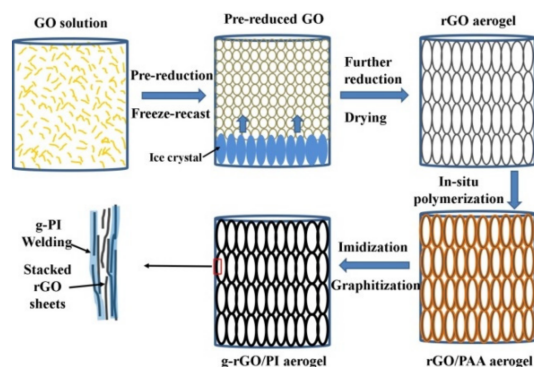 GO solution
Pre-reduced GO
rGO aerogel
Pre-reduction
Freeze-recast
Further
reduction
Drying
Ice crystal
In-situ
polymerization
g-PI
Welding
Stacked
rGO
sheets
Imidization
Graphitization
g-rGO/PI aerogel
rGO/PAA aerogel